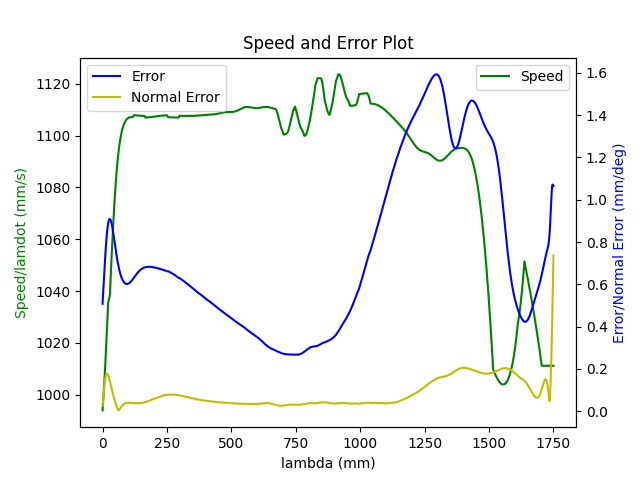 Speed and Error Plot
Error
Normal Error
Speed
Speed/lamdot (mm/s)
1120
1100
1080
1060
1040
1020
1000
Error/Normal Error (mm/deg)
1.6
1.4
1.2
1.0
0.8
0.6
0.4
0.2
0.0
0 250 500 750 1000 1250 1500 1750
lambda (mm)